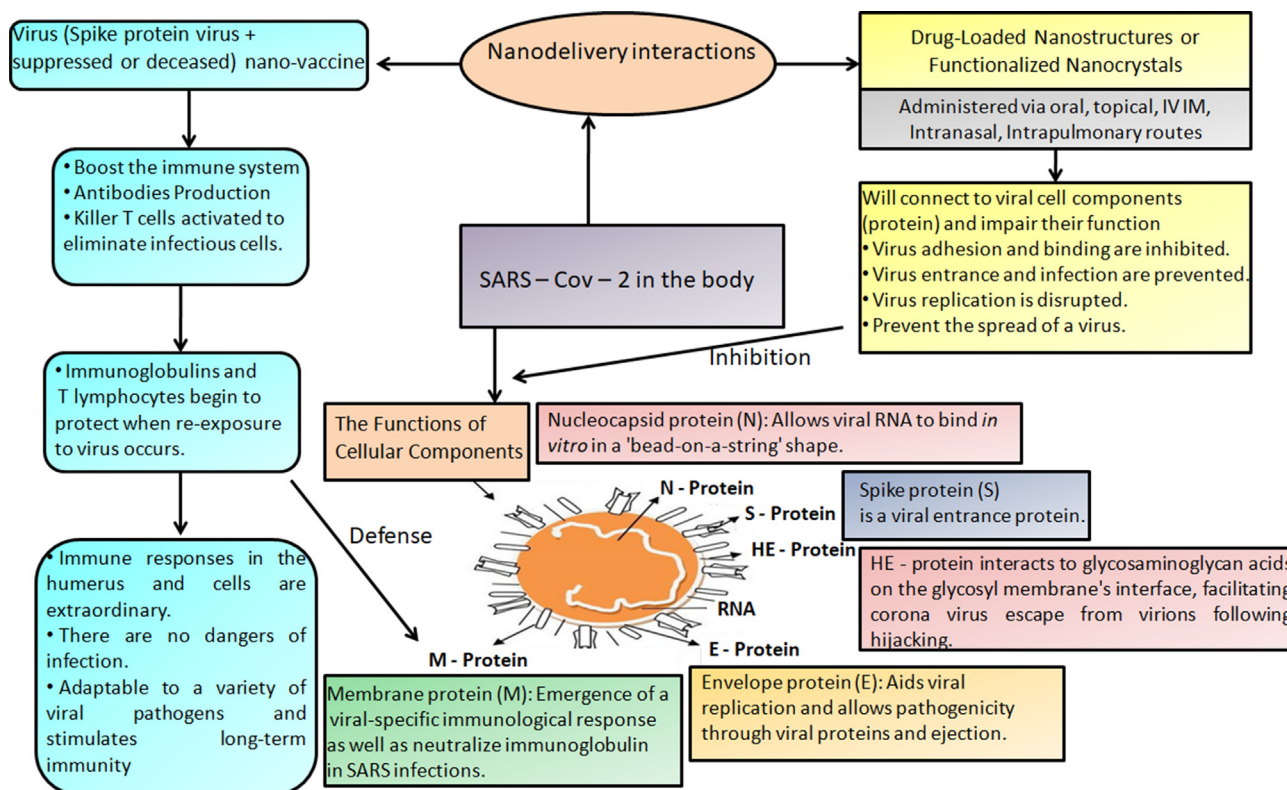 Virus (Spike protein virus +
suppressed or deceased) nano-vaccine
Nanodelivery interactions
Drug-Loaded Nanostructures or
Functionalized Nanocrystals
Administered via oral, topical, IV IM,
Intranasal, Intrapulmonary routes
• Boost the immune system
• Antibodies Production
• Killer T cells activated to
eliminate infectious cells.
Will connect to viral cell components
(protein) and impair their function
• Virus adhesion and binding are inhibited.
• Virus entrance and infection are prevented.
• Virus replication is disrupted.
• Prevent the spread of a virus.
SARS – Cov – 2 in the body
Inhibition
• Immunoglobulins and
T lymphocytes begin to
protect when re-exposure
to virus occurs.
The Functions of
Cellular Components
Nucleocapsid protein (N): Allows viral RNA to bind in
vitro in a 'bead-on-a-string' shape.
Defense
N - Protein
S - Protein
HE - Protein
RNA
E - Protein
M - Protein
Spike protein (S)
is a viral entrance protein.
HE - protein interacts to glycosaminoglycan acids
on the glycosyl membrane's interface, facilitating
corona virus escape from virions following
hijacking.
• Immune responses in the
humerus and cells are
extraordinary.
• There are no dangers of
infection.
• Adaptable to a variety of
viral pathogens and
stimulates long-term
immunity
Membrane protein (M): Emergence of a
viral-specific immunological response
as well as neutralize immunoglobulin
in SARS infections.
Envelope protein (E): Aids viral
replication and allows pathogenicity
through viral proteins and ejection.